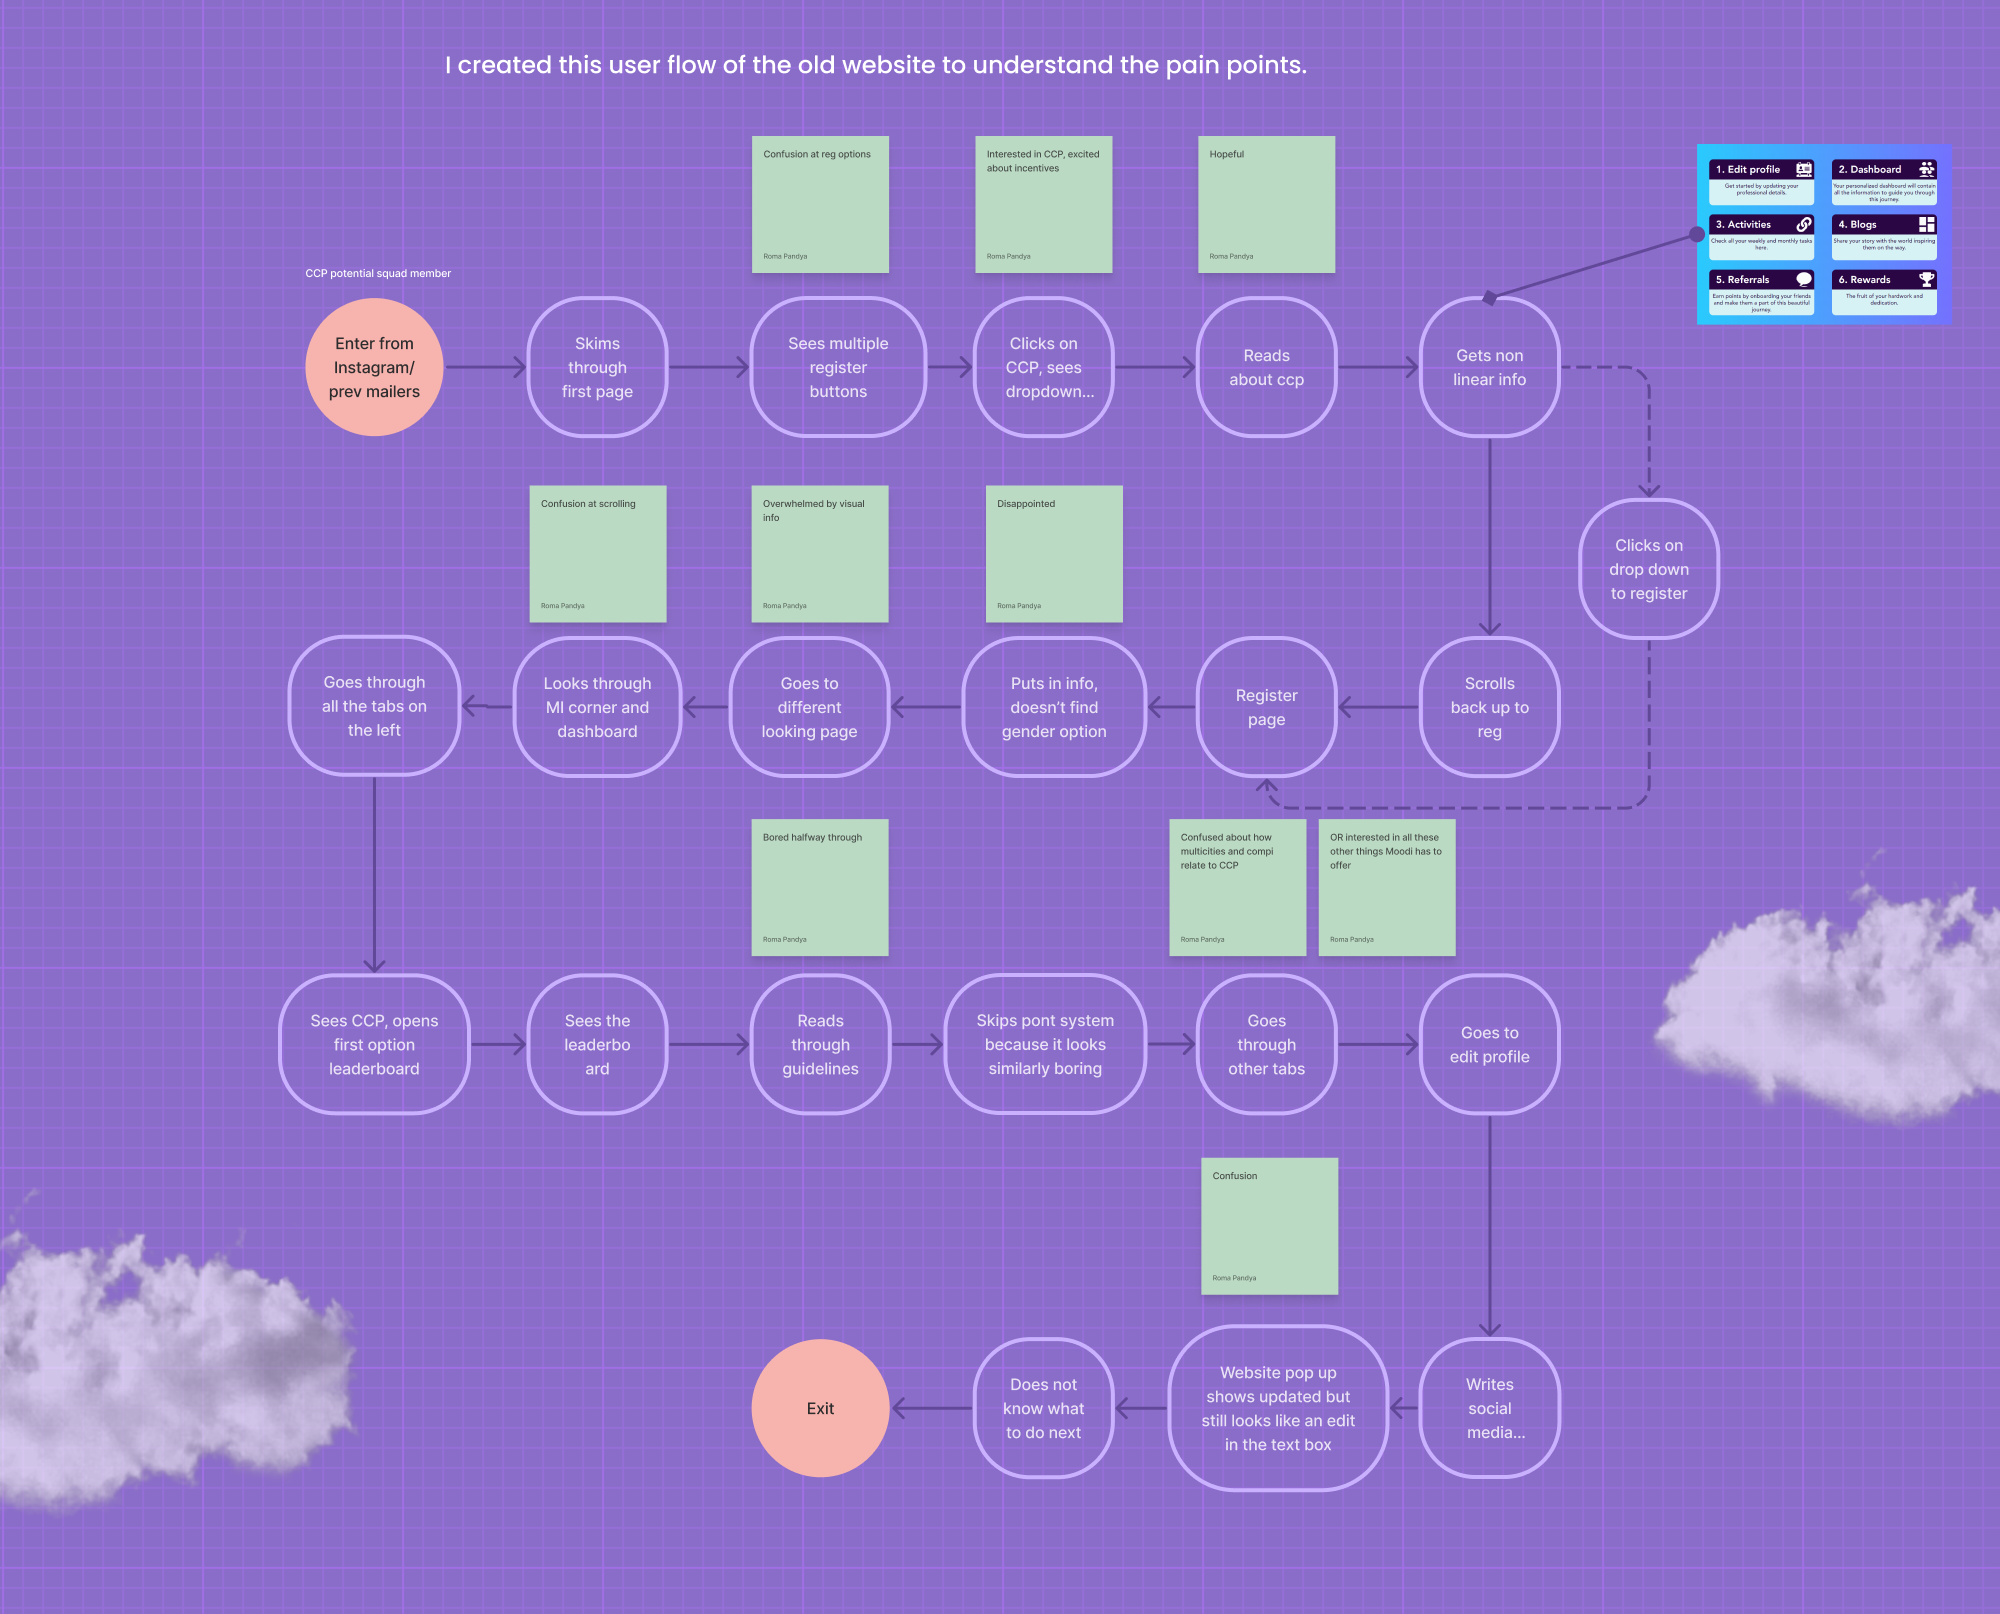 I created this user flow of the old website to understand the pain points.
Confusion at reg options
Roma Pandya
Interested in CCP, excited
about incentives
Roma Pandya
Hopeful
Roma Pandya
1. Edit profile
Get started by updating your
professional details.
2. Dashboard
Your personalized dashboard will contain
all the information to guide you through
this journey.
3. Activities
Check all your weekly and monthly tasks
here.
4. Blogs
Share your story with the world inspiring
them on the way.
5. Referrals
Earn points by onboarding your friends
and make them a part of this beautiful
journey.
6. Rewards
The fruit of your hardwork and
dedication.
CCP potential squad member
Enter from
Instagram/
prev mailers
Skims
through
first page
Sees multiple
register
buttons
Clicks on
CCP, sees
dropdown...
Reads
about ccp
Gets non
linear info
Clicks on
drop down
to register
Confusion at scrolling
Roma Pandya
Overwhelmed by visual
info
Roma Pandya
Disappointed
Roma Pandya
Goes through
all the tabs on
the left
Looks through
MI corner and
dashboard
Goes to
different
looking page
Puts in info,
doesn't find
gender option
Register
page
Scrolls
back up to
reg
Bored halfway through
Roma Pandya
Confused about how
multicities and compi
relate to CCP
Roma Pandya
OR interested in all these
other things Moodi has to
offer
Roma Pandya
Sees CCP, opens
first option
leaderboard
Sees the
leaderbo
ard
Reads
through
guidelines
Skips pont system
because it looks
similarly boring
Goes
through
other tabs
Goes to
edit profile
Confusion
Roma Pandya
Exit
Does not
know what
to do next
Website pop up
shows updated but
still looks like an edit
in the text box
Writes
social
media...